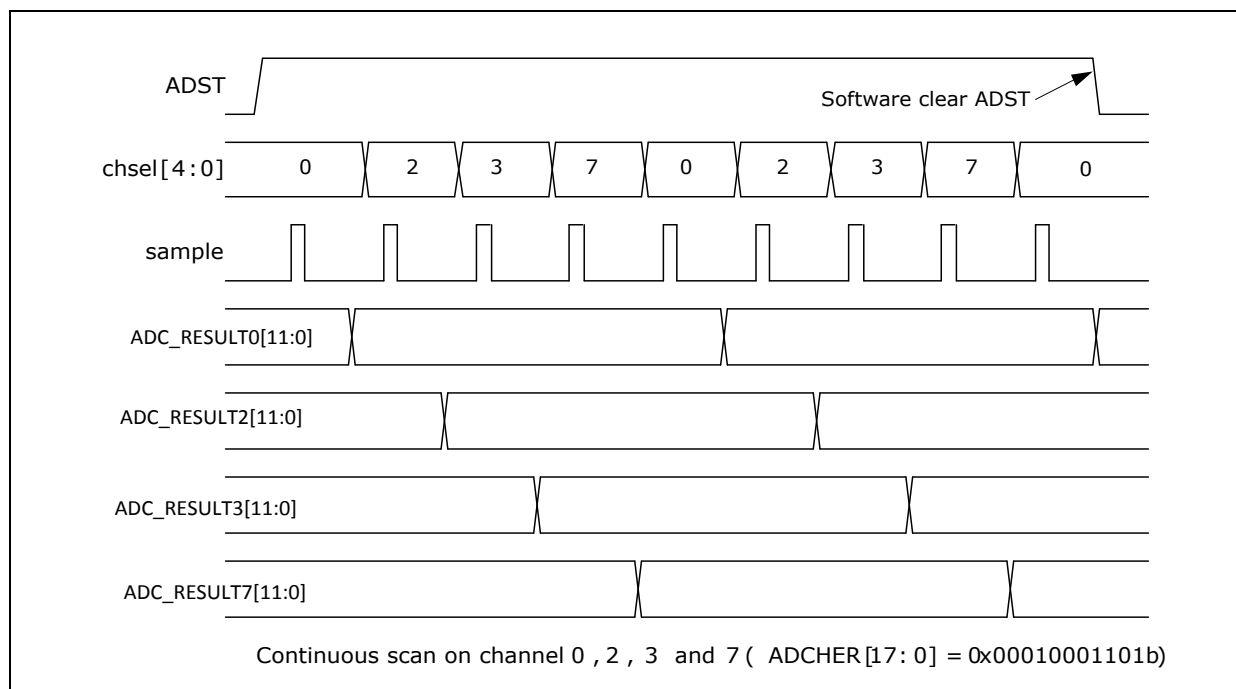 ADST
Software clear ADST
chsel[4:0]
0 2 3 7 0 2 3 7 0
sample
ADC_RESULT0[11:0]
ADC_RESULT2[11:0]
ADC_RESULT3[11:0]
ADC_RESULT7[11:0]
Continuous scan on channel 0 , 2 , 3 and 7 ( ADCHER[17: 0] = 0x00010001101b)